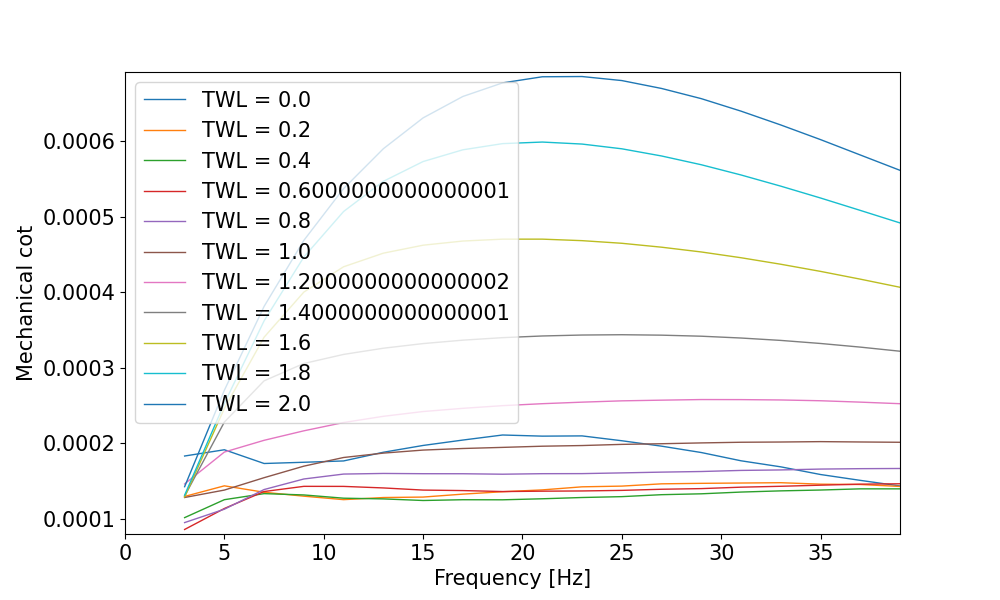 TWL = 0.0
TWL = 0.2
TWL = 0.4
TWL = 0.6000000000000001
TWL = 0.8
TWL = 1.0
TWL = 1.2000000000000002
TWL = 1.4000000000000001
TWL = 1.6
TWL = 1.8
TWL = 2.0
Mechanical cot
0.0006
0.0005
0.0004
0.0003
0.0002
0.0001
0 5 10 15 20 25 30 35
Frequency [Hz]